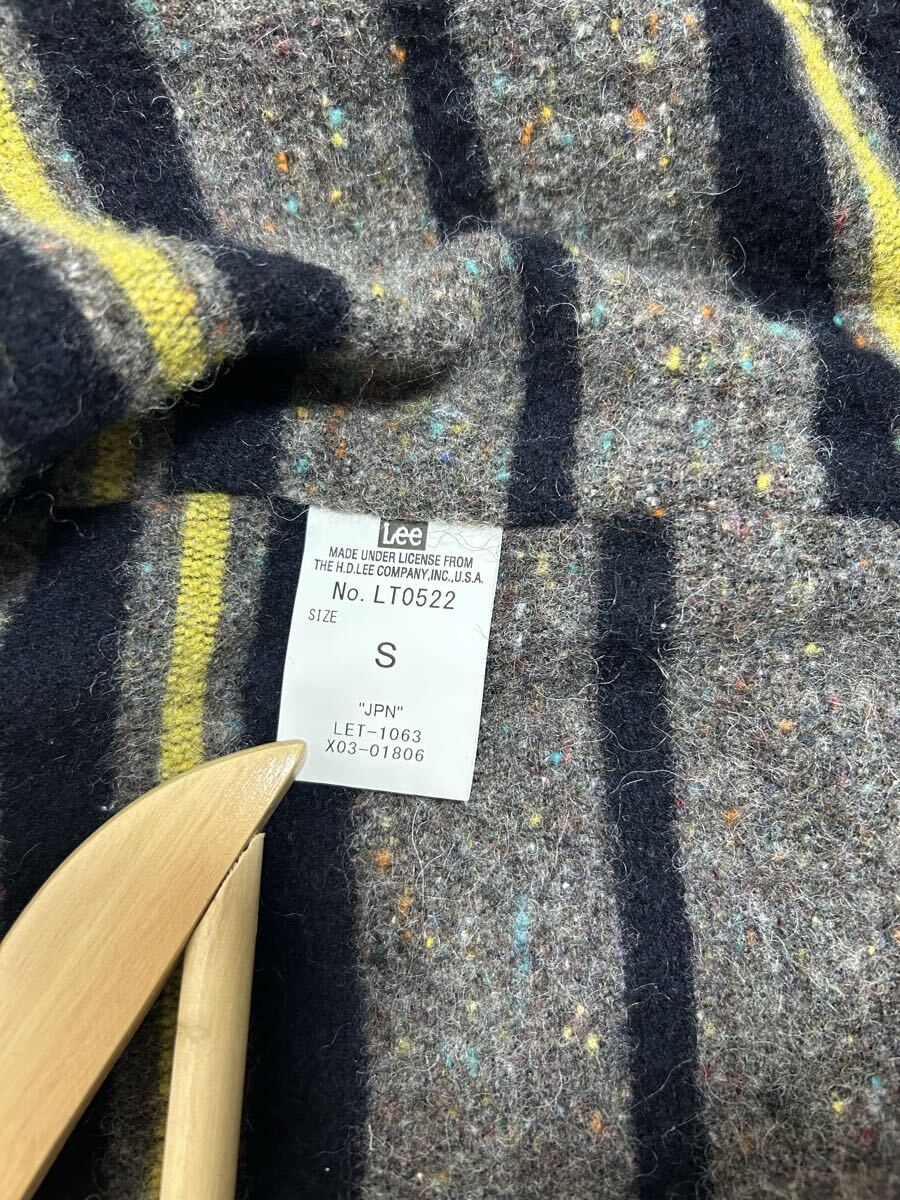 Lee
MADE UNDER LICENSE FROM
THE H.D.LEE COMPANY,INC.,U.S.A.
No. LT0522
SIZE
S
"JPN"
LET-1063
X03-01806